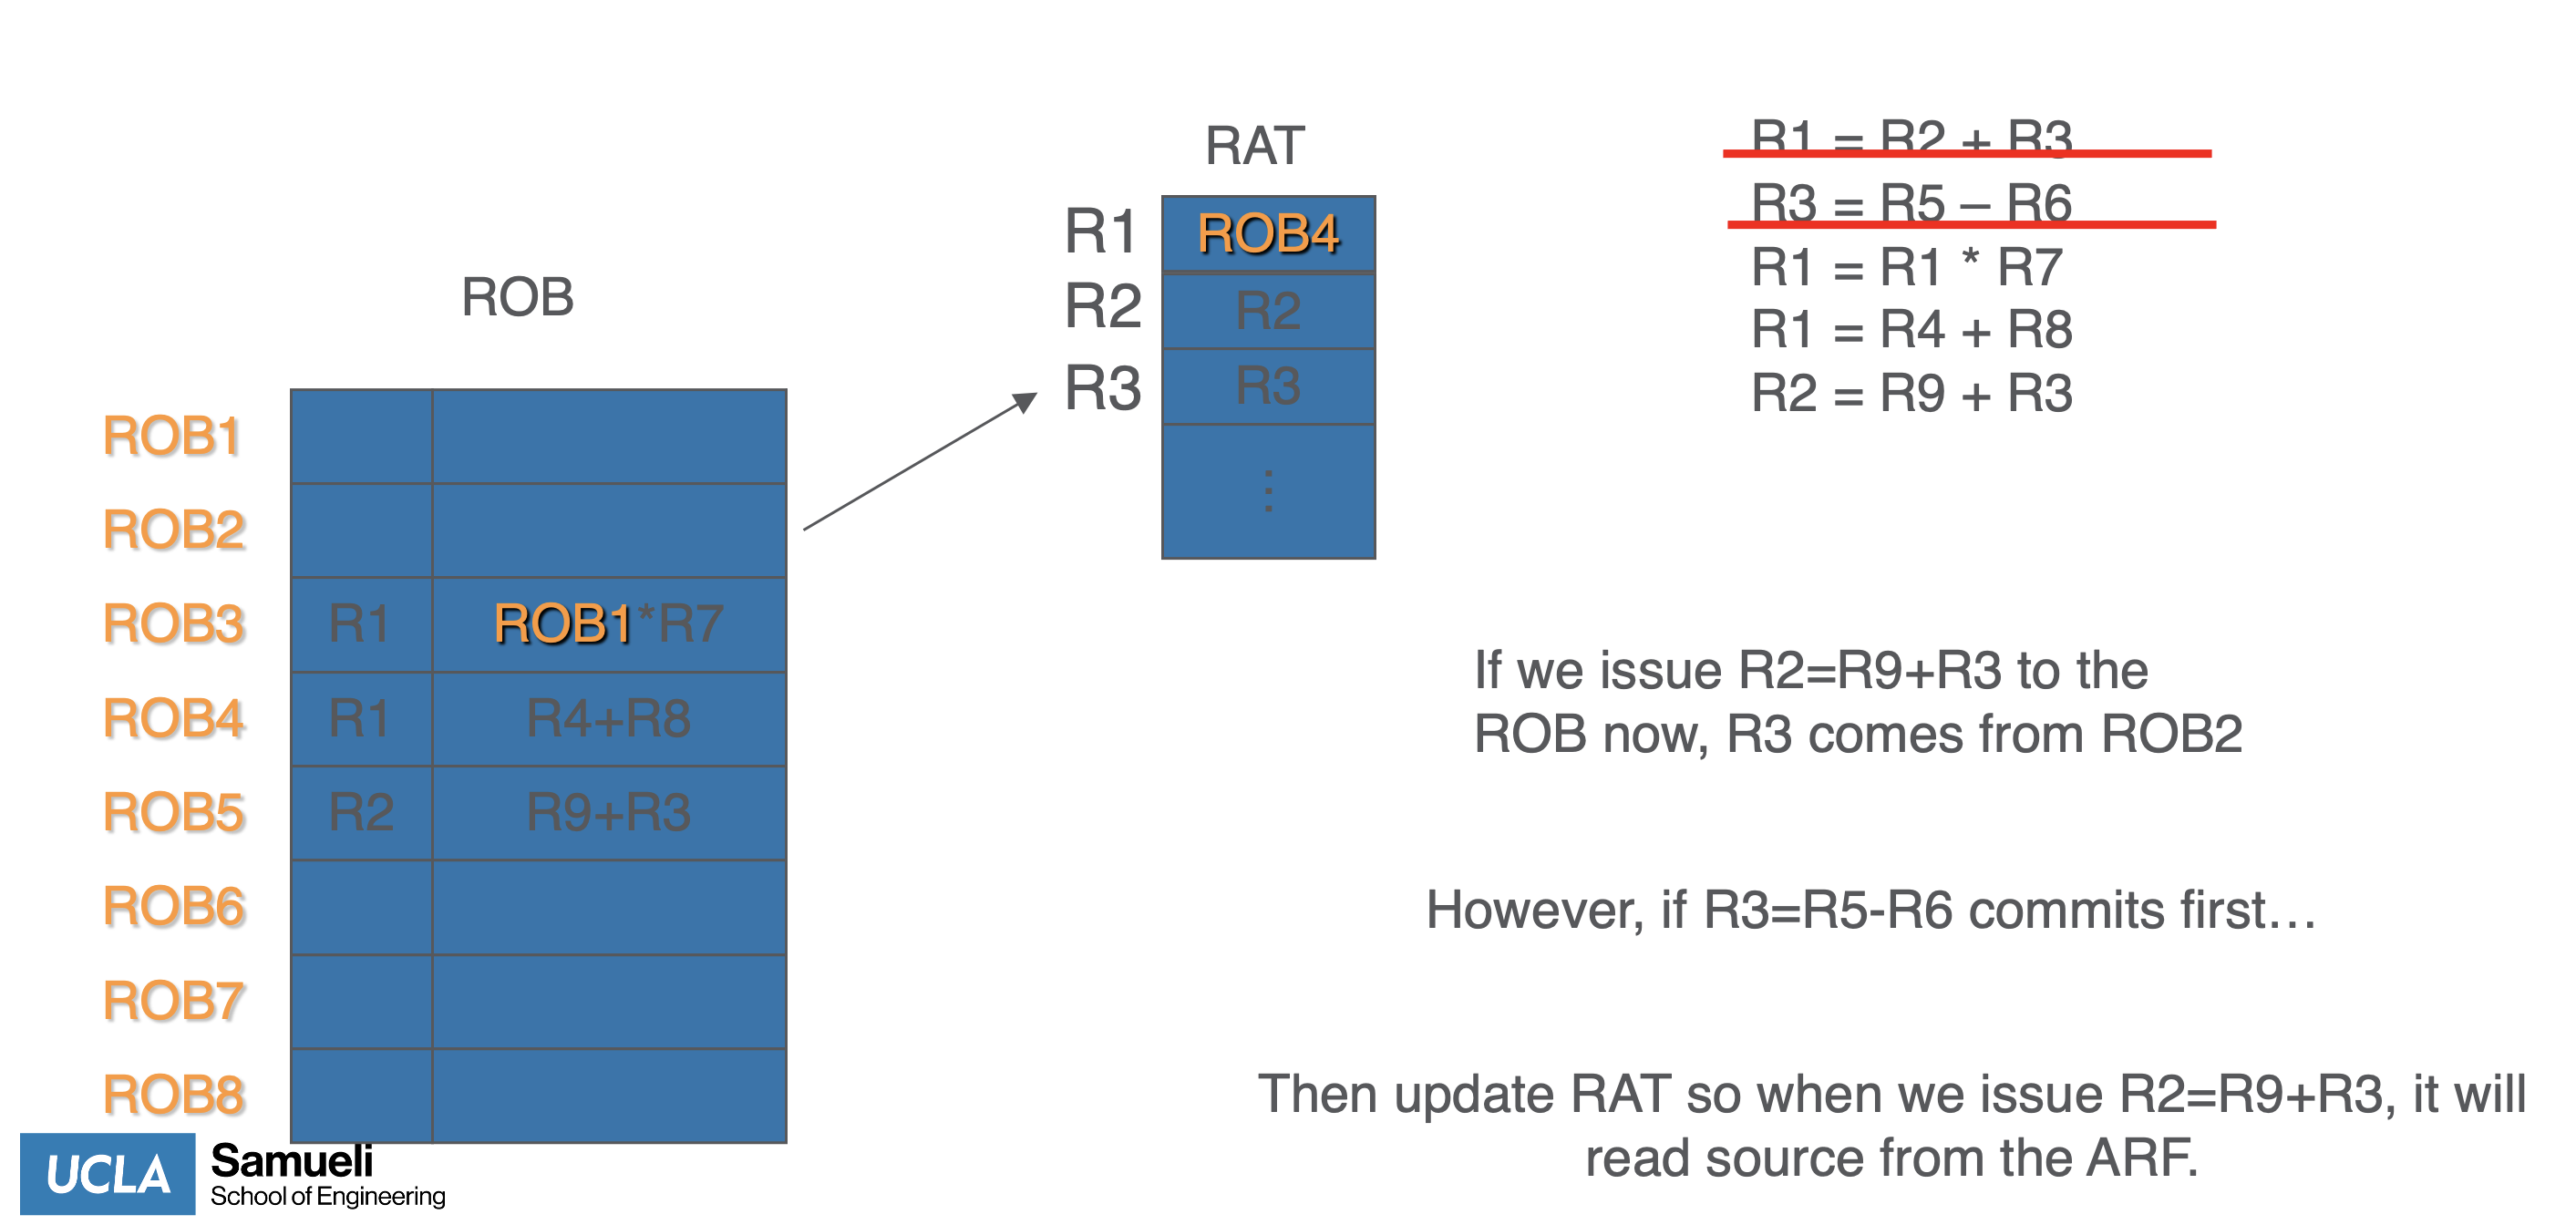 RAT
R1 ROB4
R2 R2
R3 R3
⋮
R1 = R2 + R3
R3 = R5 – R6
R1 = R1 * R7
R1 = R4 + R8
R2 = R9 + R3
ROB
ROB1
ROB2
ROB3 R1 ROB1*R7
ROB4 R1 R4+R8
ROB5 R2 R9+R3
ROB6
ROB7
ROB8
If we issue R2=R9+R3 to the
ROB now, R3 comes from ROB2
However, if R3=R5-R6 commits first…
Then update RAT so when we issue R2=R9+R3, it will
read source from the ARF.
UCLA Samueli
School of Engineering